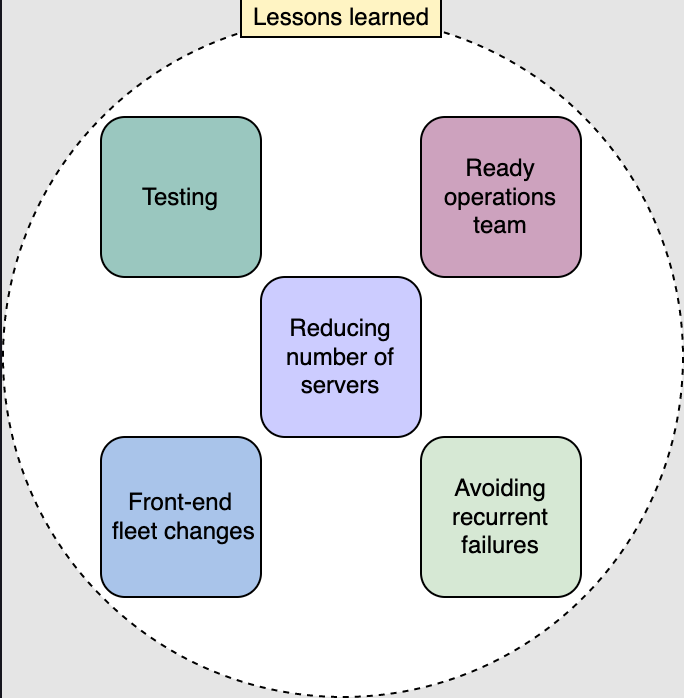 Lessons learned
Testing
Ready
operations
team
Reducing
number of
servers
Front-end
fleet changes
Avoiding
recurrent
failures